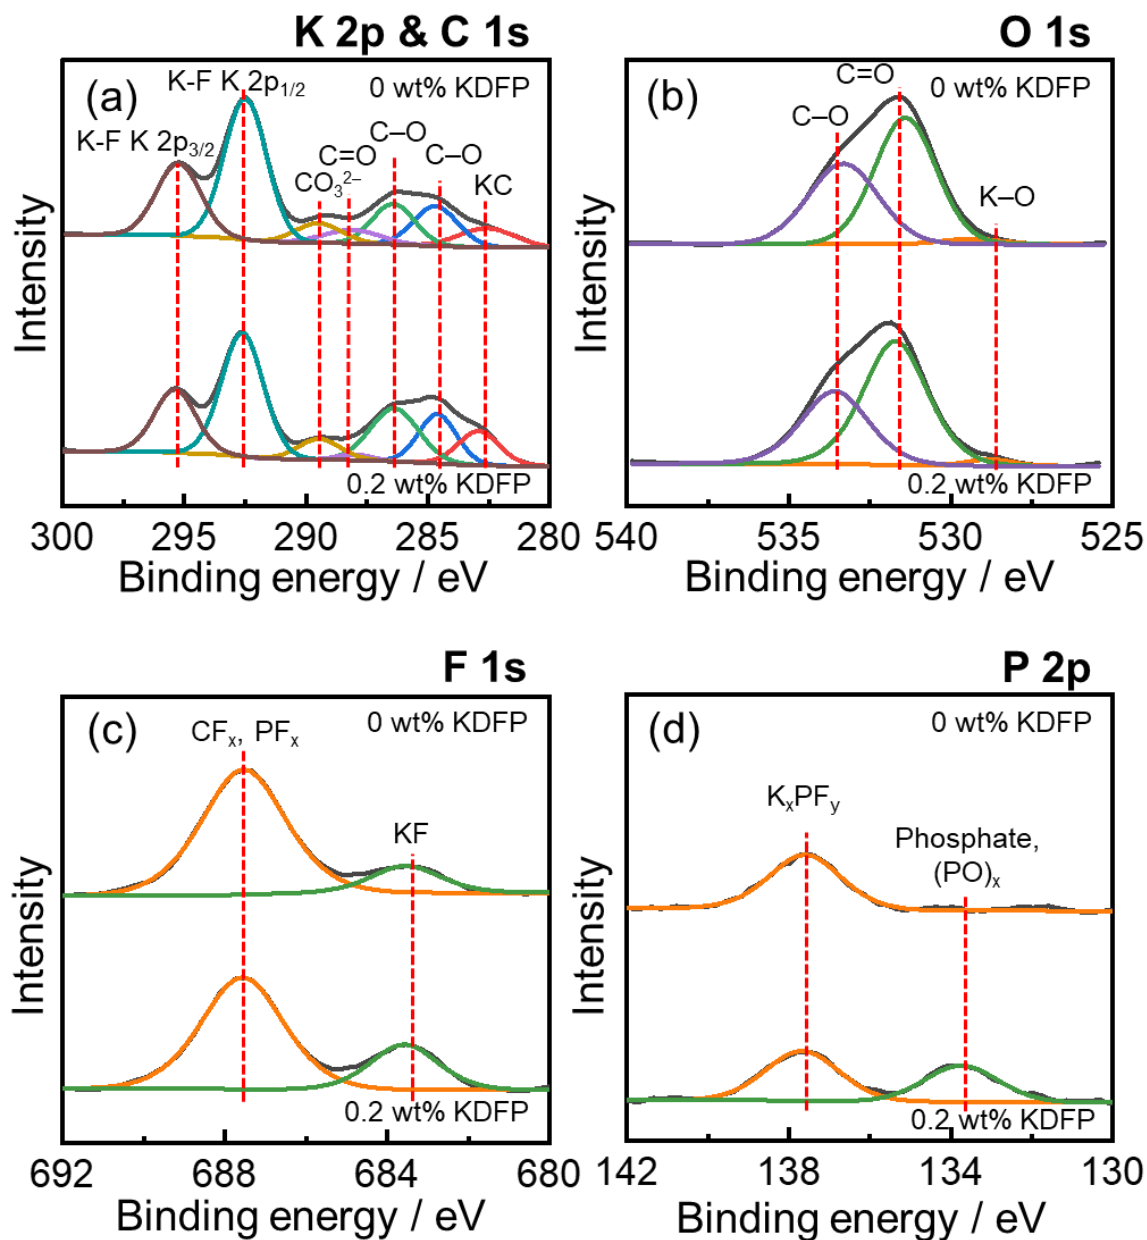 K 2p & C 1s
(a)
K-F K 2p1/2
0 wt% KDFP
K-F K 2p3/2
C–O
C=O
C–O
CO3^2–
KC
Intensity
0.2 wt% KDFP
300 295 290 285 280
Binding energy / eV
O 1s
(b)
C=O
0 wt% KDFP
C–O
K–O
Intensity
0.2 wt% KDFP
540 535 530 525
Binding energy / eV
F 1s
(c)
0 wt% KDFP
CFx, PFx
KF
Intensity
0.2 wt% KDFP
692 688 684 680
Binding energy / eV
P 2p
(d)
0 wt% KDFP
KxPFy
Phosphate,
(PO)x
Intensity
0.2 wt% KDFP
142 138 134 130
Binding energy / eV